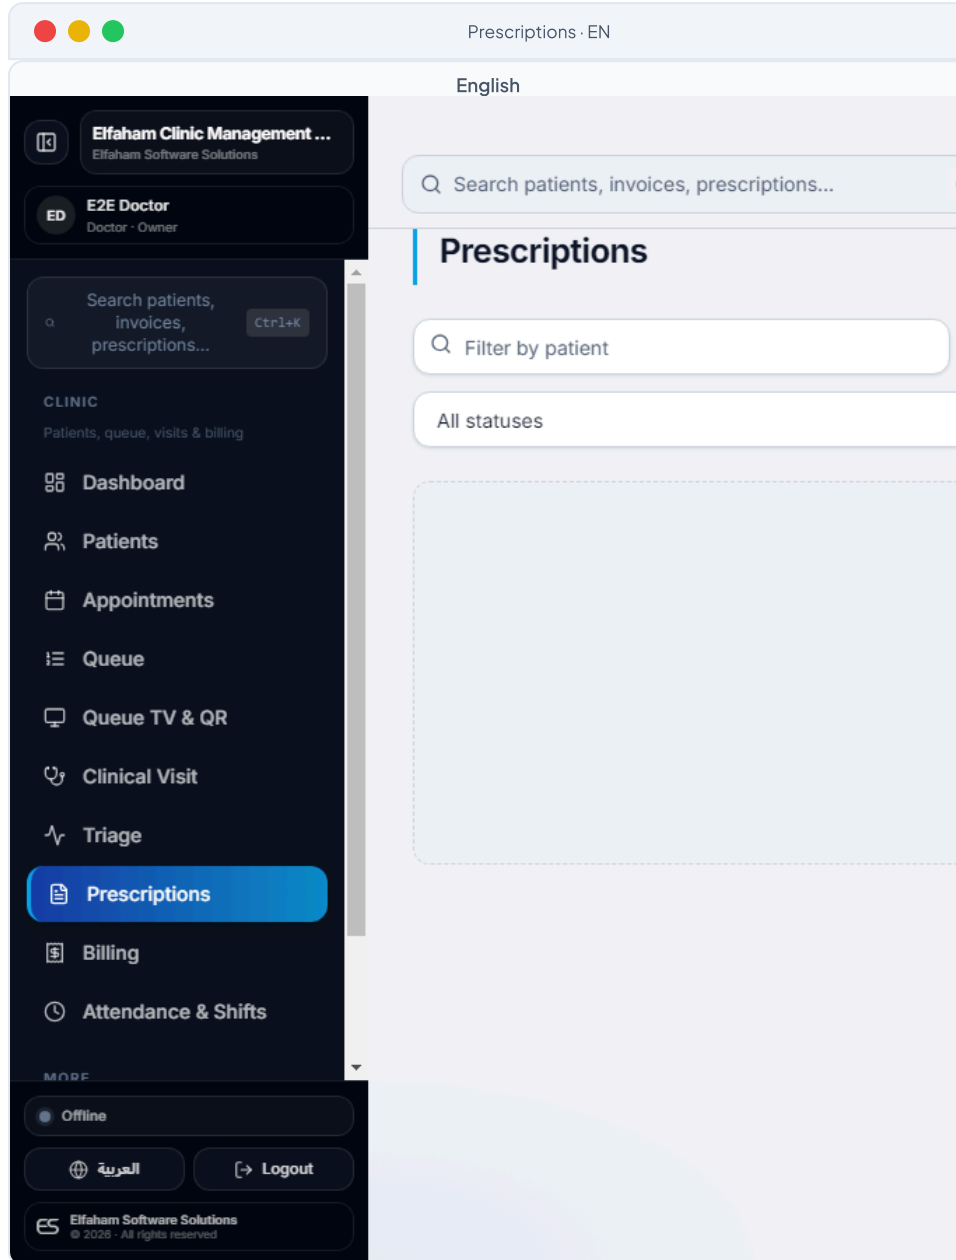 Prescriptions · EN
English
Elfaham Clinic Management ...
Elfaham Software Solutions
ED
E2E Doctor
Doctor · Owner
Search patients,
invoices,
prescriptions...
Ctrl+K
CLINIC
Patients, queue, visits & billing
Dashboard
Patients
Appointments
Queue
Queue TV & QR
Clinical Visit
Triage
Prescriptions
Billing
Attendance & Shifts
MORE
Offline
العربية
Logout
ES
Elfaham Software Solutions
© 2026 - All rights reserved
Search patients, invoices, prescriptions...
Prescriptions
Filter by patient
All statuses